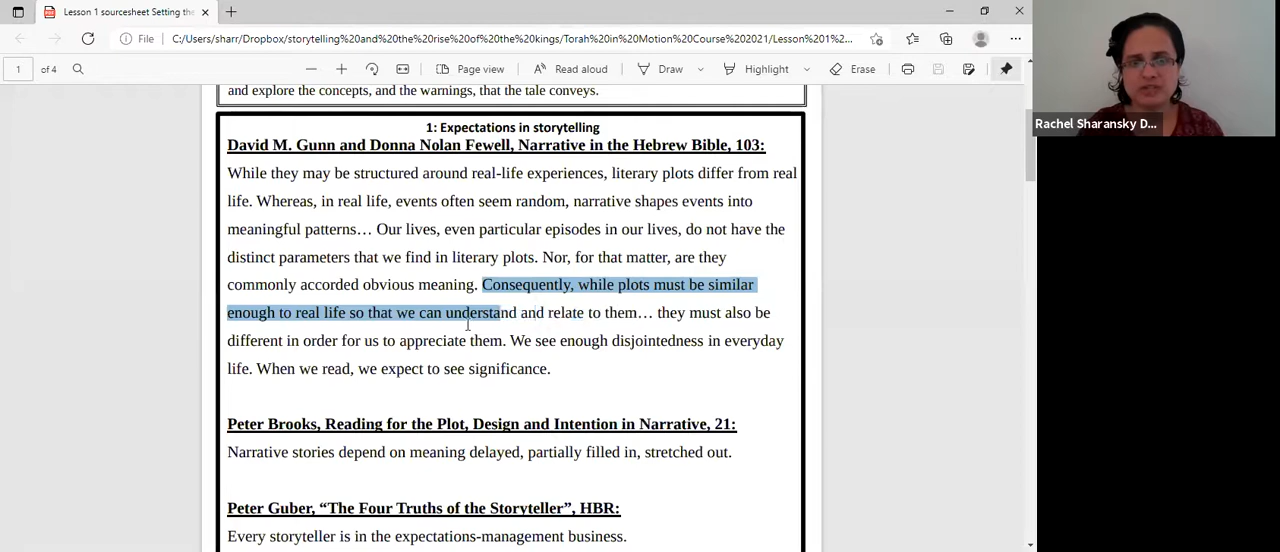 Lesson 1 sourcesheet Setting the
File
C:/Users/sharr/Dropbox/storytelling%20and%20the%20rise%20of%20the%20kings/Torah%20in%20Motion%20Course%202021/Lesson%201%...
1 of 4
Page view
Read aloud
Draw
Highlight
Erase
Rachel Sharansky D...
and explore the concepts, and the warnings, that the tale conveys.
1: Expectations in storytelling
David M. Gunn and Donna Nolan Fewell, Narrative in the Hebrew Bible, 103:
While they may be structured around real-life experiences, literary plots differ from real
life. Whereas, in real life, events often seem random, narrative shapes events into
meaningful patterns… Our lives, even particular episodes in our lives, do not have the
distinct parameters that we find in literary plots. Nor, for that matter, are they
commonly accorded obvious meaning. Consequently, while plots must be similar
enough to real life so that we can understand and relate to them… they must also be
different in order for us to appreciate them. We see enough disjointedness in everyday
life. When we read, we expect to see significance.
Peter Brooks, Reading for the Plot, Design and Intention in Narrative, 21:
Narrative stories depend on meaning delayed, partially filled in, stretched out.
Peter Guber, “The Four Truths of the Storyteller”, HBR:
Every storyteller is in the expectations-management business.